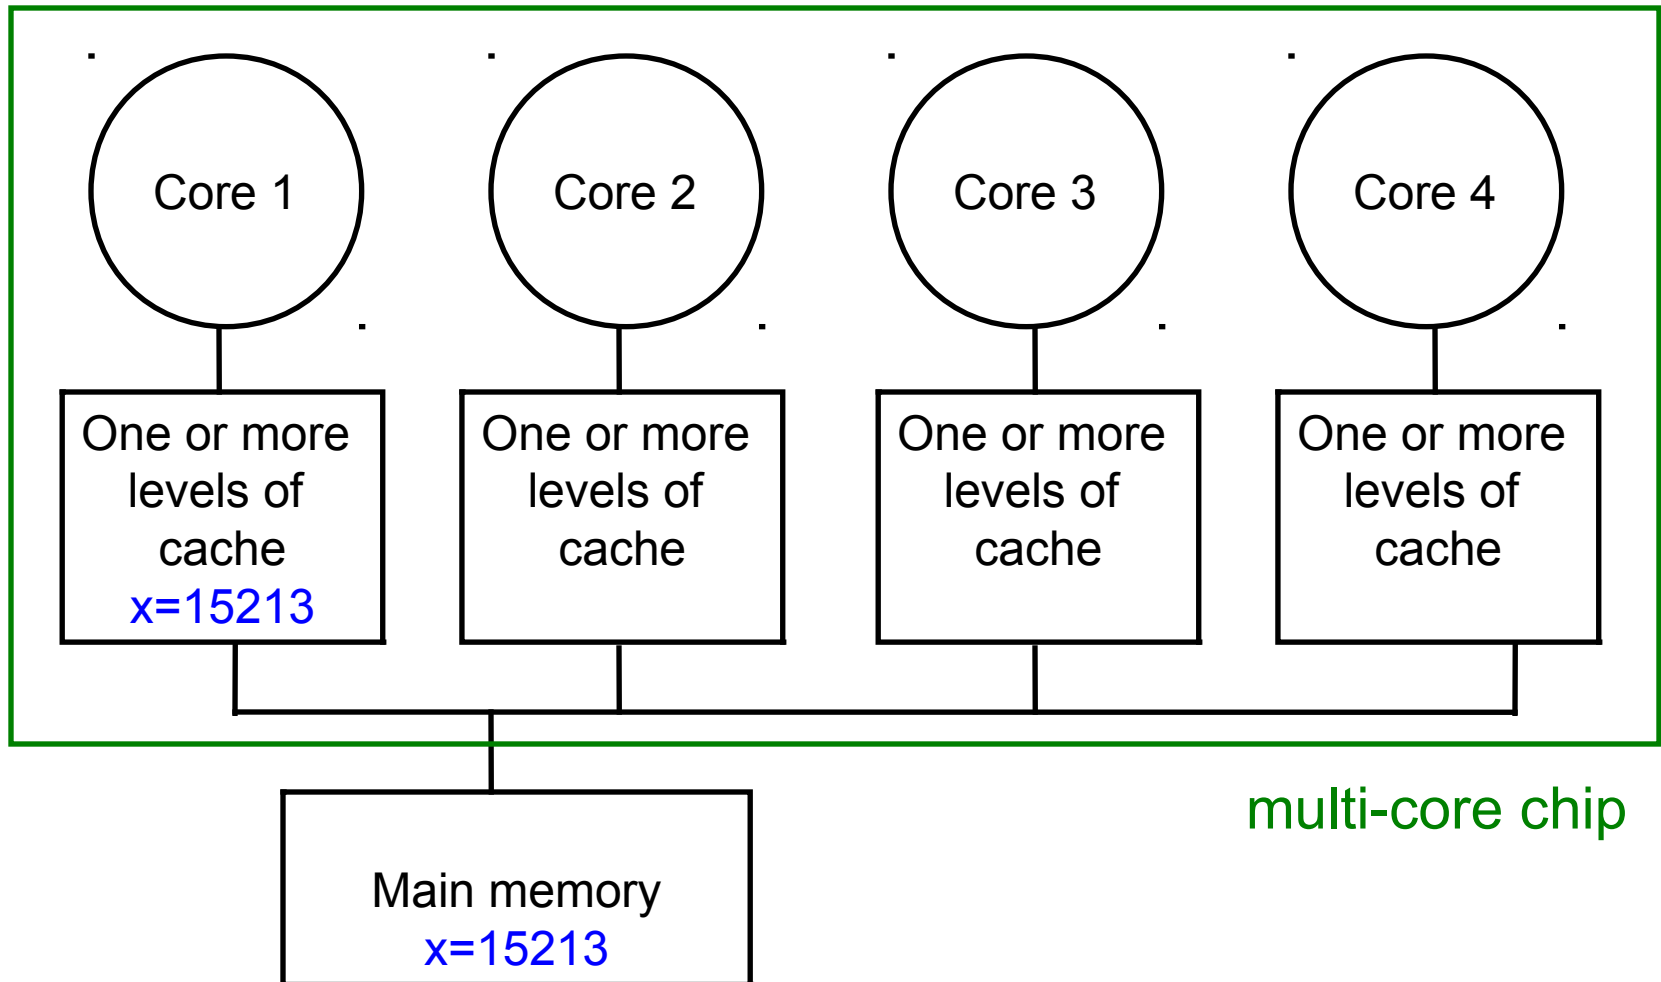 Core 1
Core 2
Core 3
Core 4
One or more
levels of
cache
x=15213
One or more
levels of
cache
One or more
levels of
cache
One or more
levels of
cache
multi-core chip
Main memory
x=15213